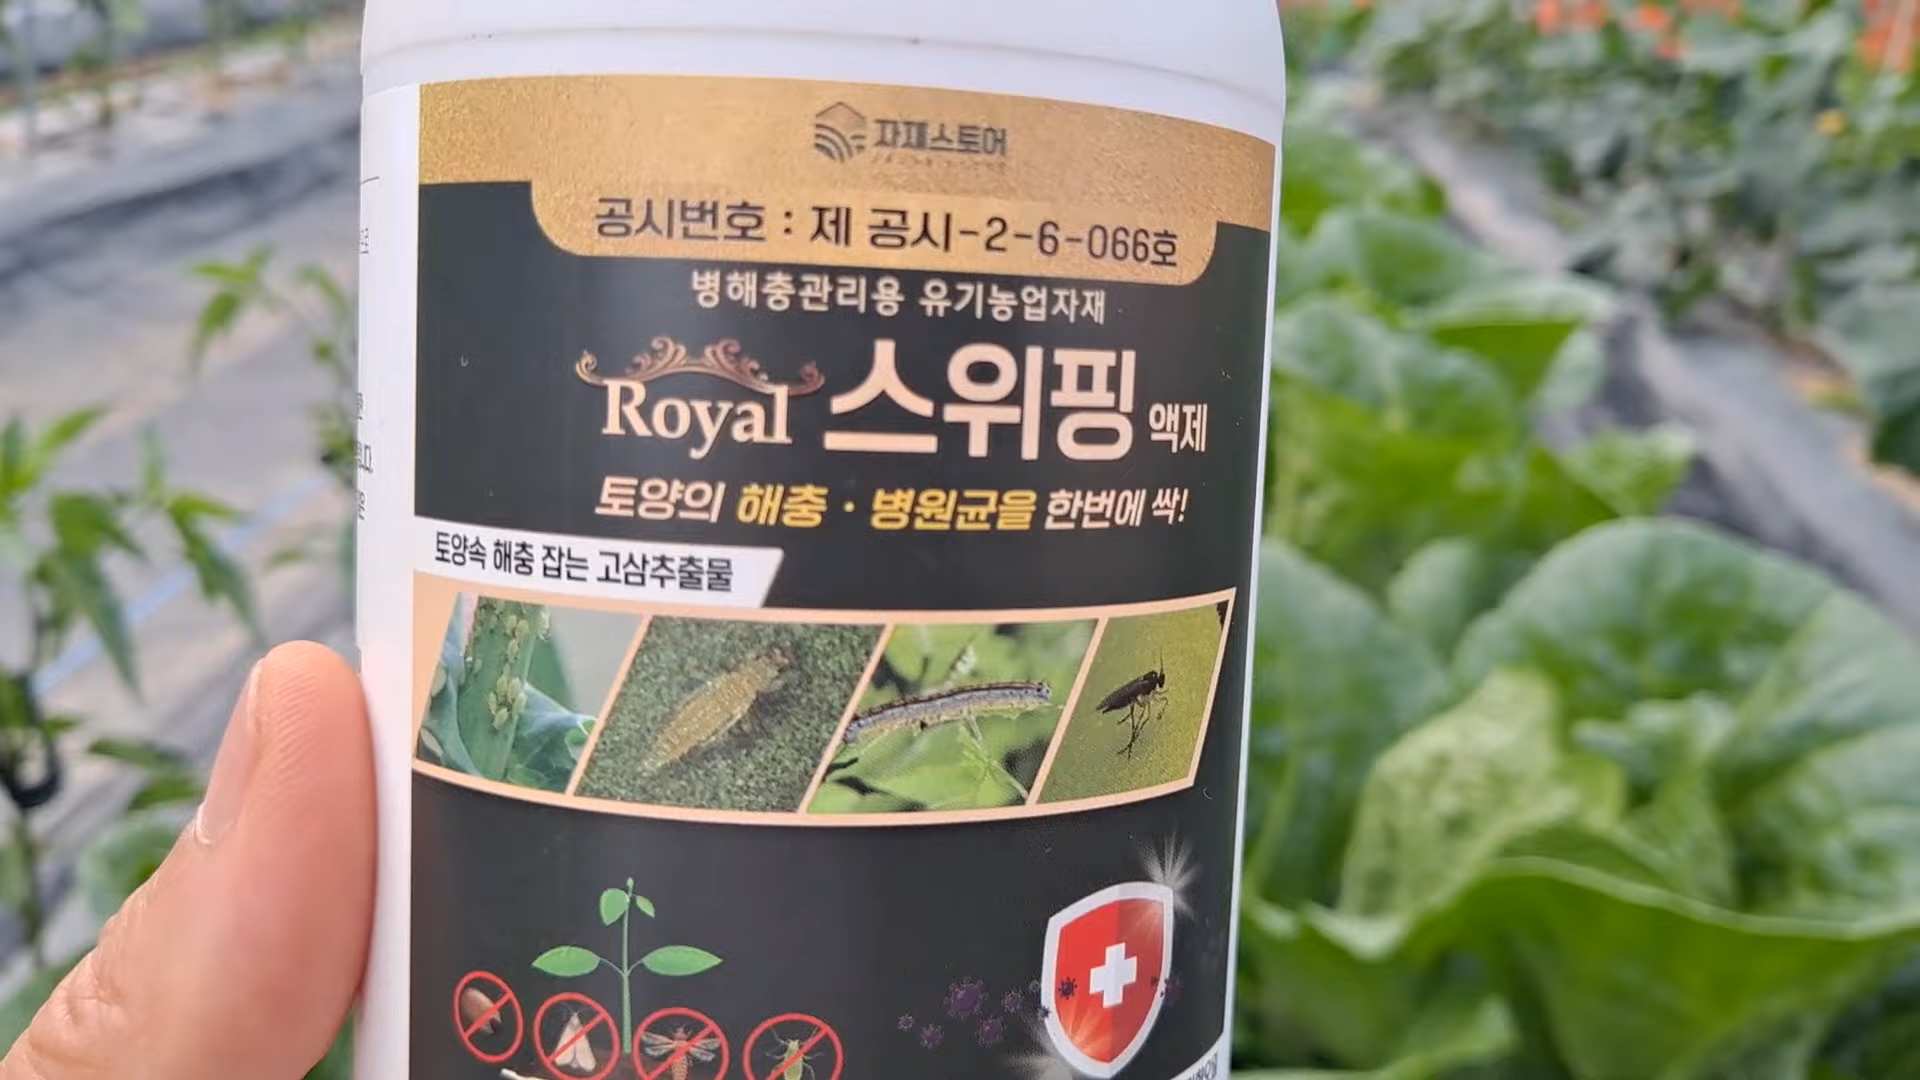 자재스토어
공시번호 : 제 공시-2-6-066호
병해충관리용 유기농업자재
Royal 스위핑 액제
토양의 해충·병원균을 한번에 싹!
토양속 해충 잡는 고삼추출물